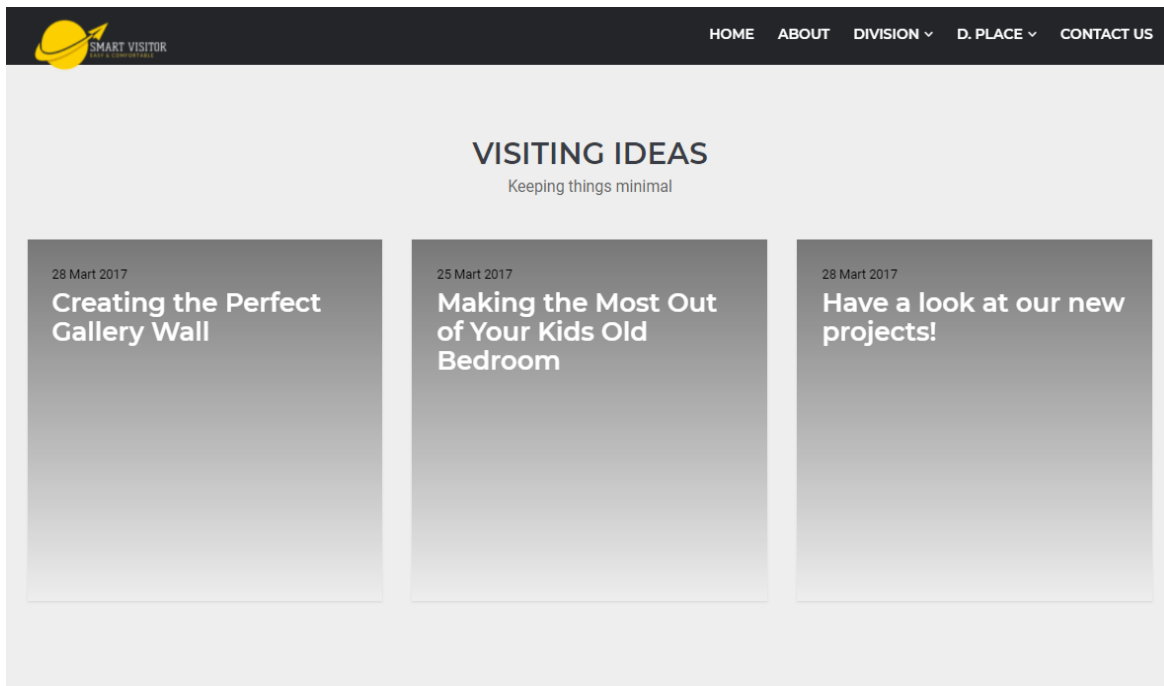 SMART VISITOR
EASY & COMFORTABLE
HOME ABOUT DIVISION D. PLACE CONTACT US
VISITING IDEAS
Keeping things minimal
28 Mart 2017
Creating the Perfect
Gallery Wall
25 Mart 2017
Making the Most Out
of Your Kids Old
Bedroom
28 Mart 2017
Have a look at our new
projects!